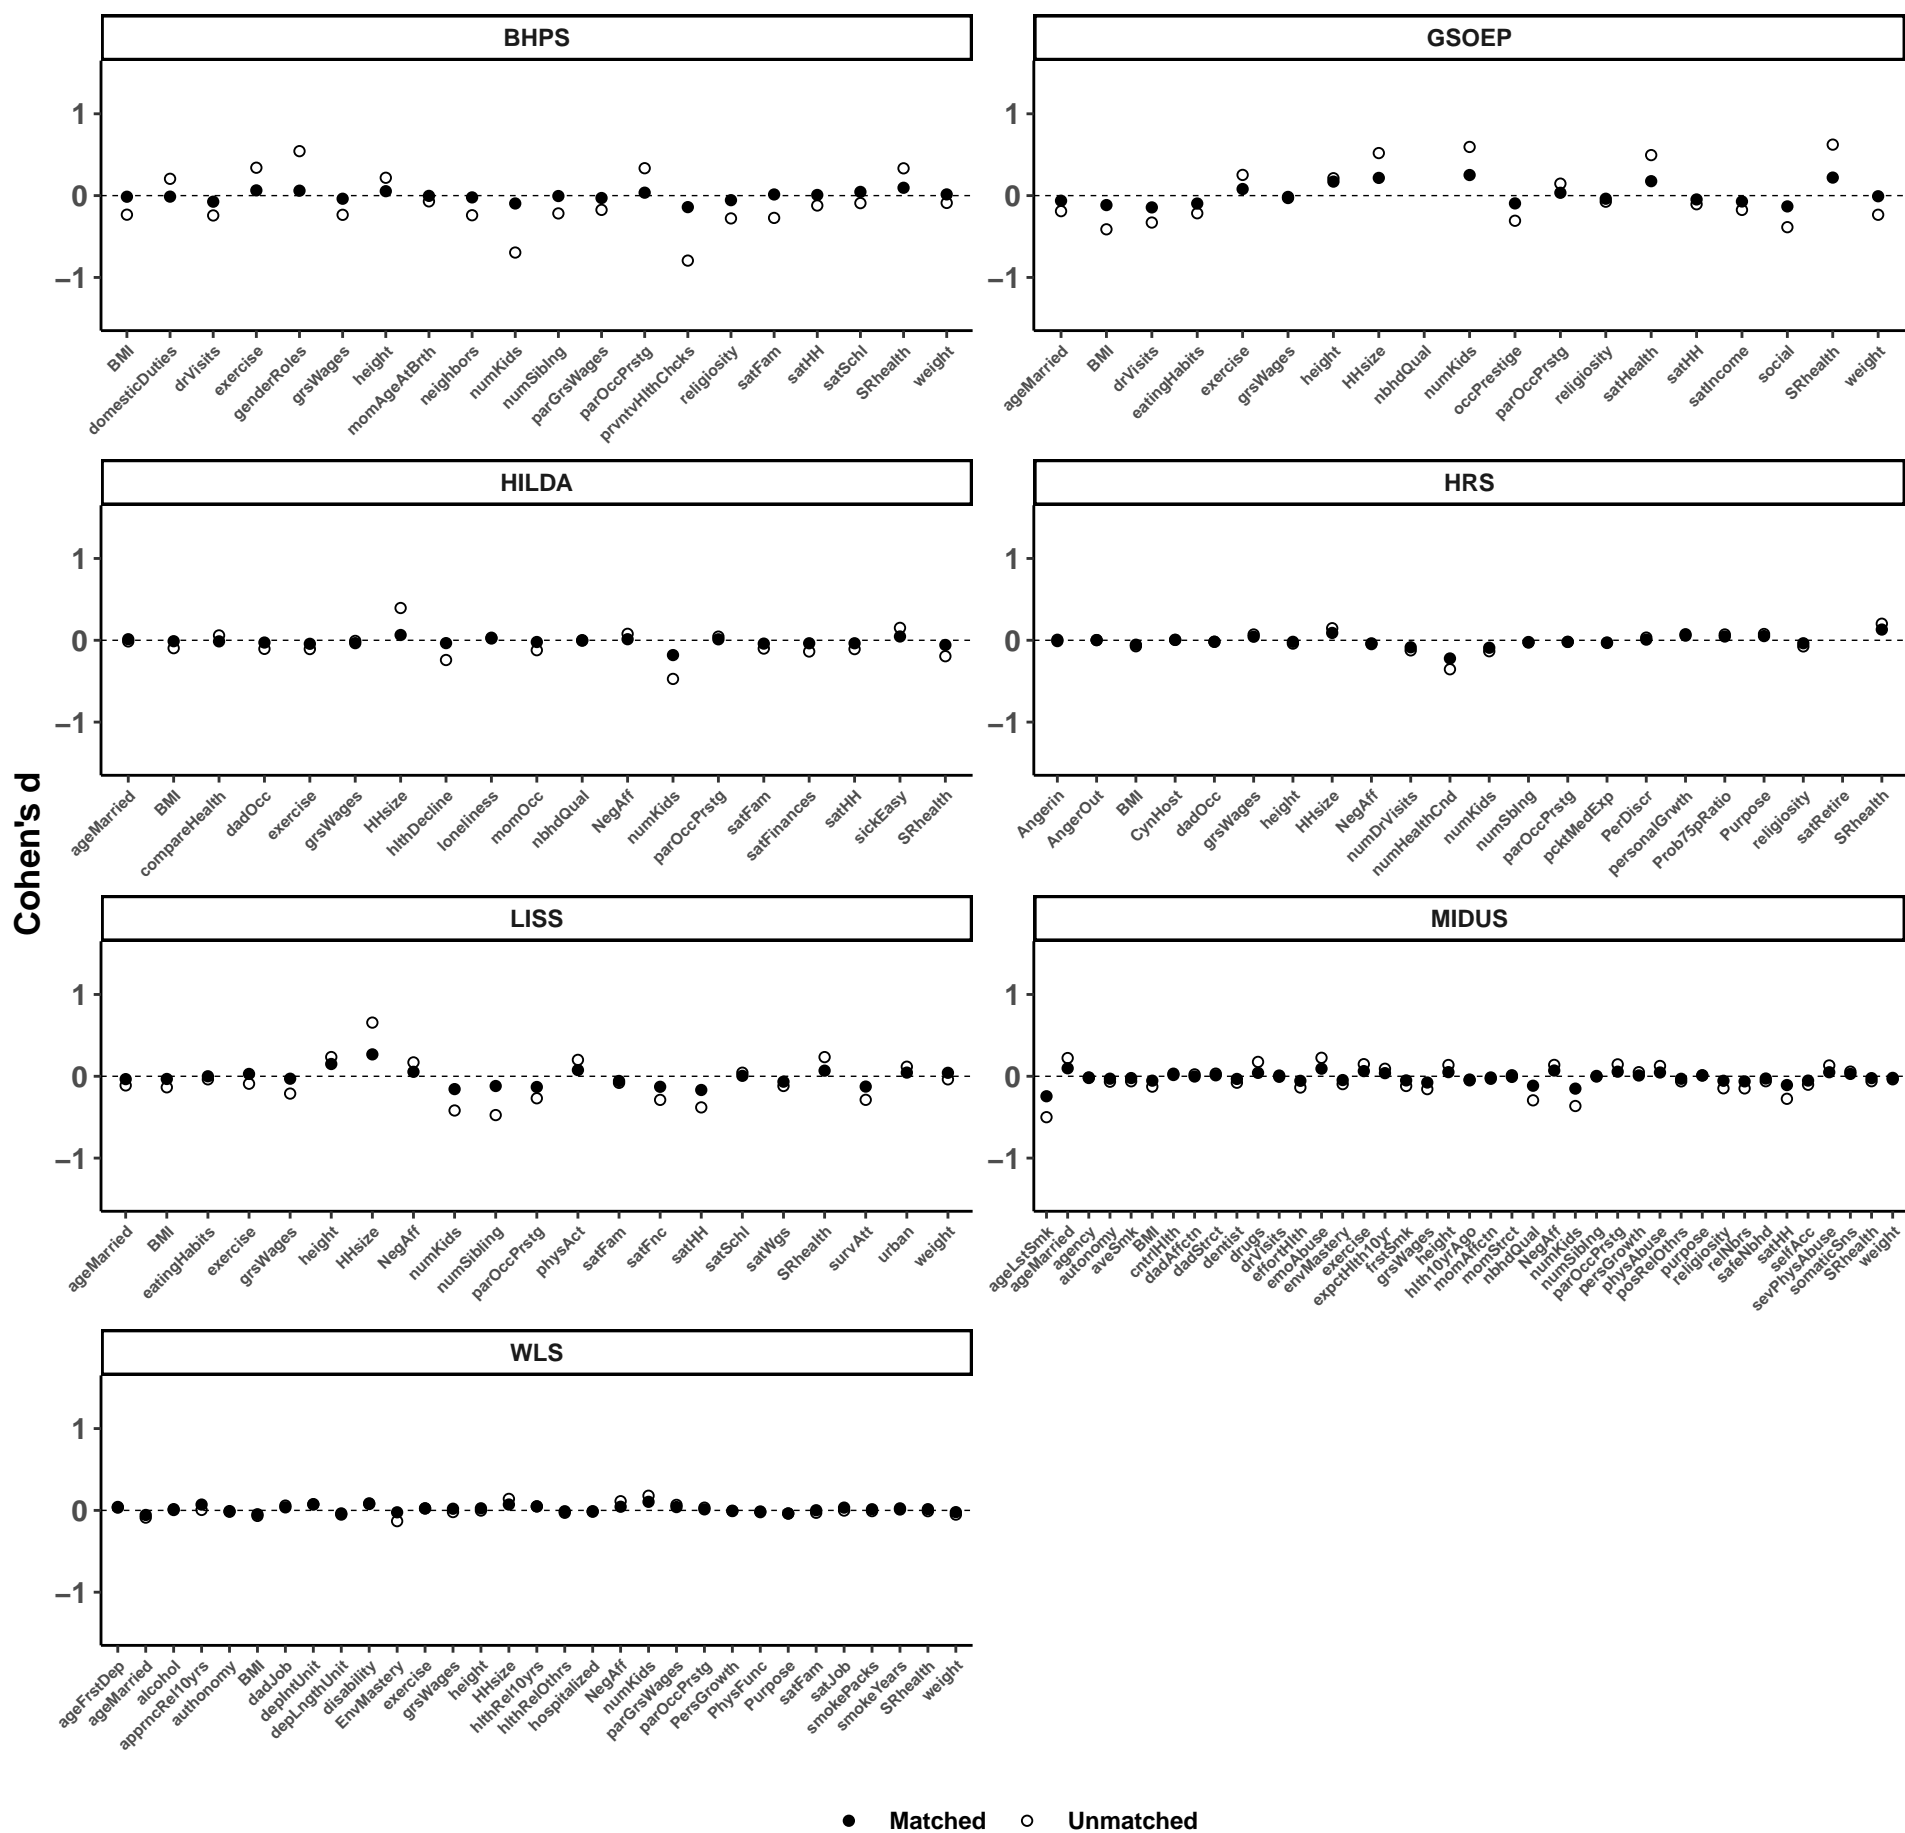 BHPS
GSOEP
1
0
−1
1
0
−1
BMI
domesticDuties
drVisits
exercise
genderRoles
grsWages
height
momAgeAtBrth
neighbors
numKids
numSiblng
parGrsWages
parOccPrstg
prvntvHlthChcks
religiosity
satFam
satHH
satSchl
SRhealth
weight
ageMarried
BMI
drVisits
eatingHabits
exercise
grsWages
height
HHsize
nbhdQual
numKids
occPrestige
parOccPrstg
religiosity
satHealth
satHH
satIncome
social
SRhealth
weight
HILDA
HRS
1
0
−1
1
0
−1
ageMarried
BMI
compareHealth
dadOcc
exercise
grsWages
HHsize
hlthDecline
loneliness
momOcc
nbhdQual
NegAff
numKids
parOccPrstg
satFam
satFinances
satHH
sickEasy
SRhealth
Angerin
AngerOut
BMI
CynHost
dadOcc
grsWages
height
HHsize
NegAff
numDrVisits
numHealthCnd
numKids
numSiblng
parOccPrstg
pcktMedExp
PerDiscr
personalGrwth
Prob75pRatio
Purpose
religiosity
satRetire
SRhealth
Cohen's d
LISS
MIDUS
1
0
−1
1
0
−1
ageMarried
BMI
eatingHabits
exercise
grsWages
height
HHsize
NegAff
numKids
numSibling
parOccPrstg
physAct
satFam
satFnc
satHH
satSchl
satWgs
SRhealth
survAtt
urban
weight
ageLstSmk
ageMarried
agency
autonomy
aveSmk
BMI
cntrlHlth
dadAffctn
dadStrct
dentist
drugs
drVisits
effortHlth
emoAbuse
envMastery
exercise
expctHlth10yr
frstSmk
grsWages
height
hlth10yrAgo
momAffctn
momStrct
nbhdQual
NegAff
numKids
numSiblng
parOccPrstg
persGrowth
physAbuse
posRelOthrs
purpose
religiosity
relNbrs
safeNbhd
satHH
selfAcc
sevPhysAbuse
somaticSns
SRhealth
weight
WLS
1
0
−1
ageFrstDep
ageMarried
alcohol
apprncRel10yrs
authonomy
BMI
dadJob
depIntUnit
depLngthUnit
disability
EnvMastery
exercise
grsWages
height
HHsize
hlthRel10yrs
hlthRelOthrs
hospitalized
NegAff
numKids
parGrsWages
parOccPrstg
PersGrowth
PhysFunc
Purpose
satFam
satJob
smokePacks
smokeYears
SRhealth
weight
Matched
Unmatched